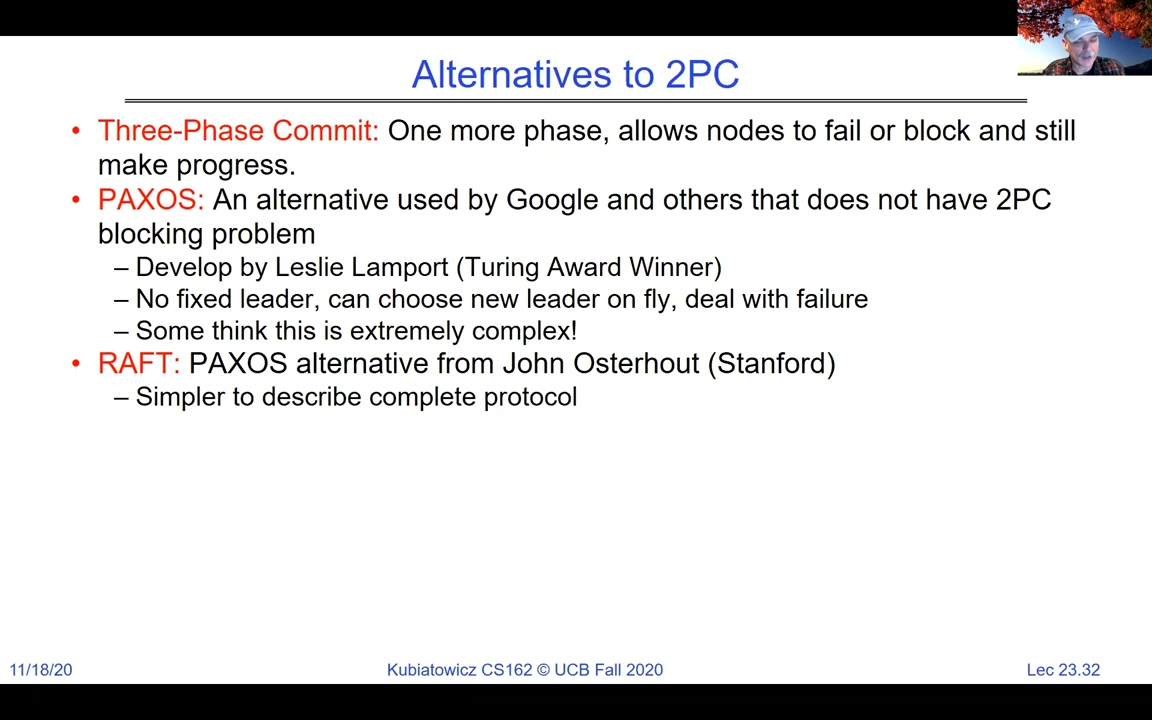 Alternatives to 2PC
• Three-Phase Commit: One more phase, allows nodes to fail or block and still
make progress.
• PAXOS: An alternative used by Google and others that does not have 2PC
blocking problem
– Develop by Leslie Lamport (Turing Award Winner)
– No fixed leader, can choose new leader on fly, deal with failure
– Some think this is extremely complex!
• RAFT: PAXOS alternative from John Osterhout (Stanford)
– Simpler to describe complete protocol
11/18/20 Kubiatowicz CS162 © UCB Fall 2020 Lec 23.32